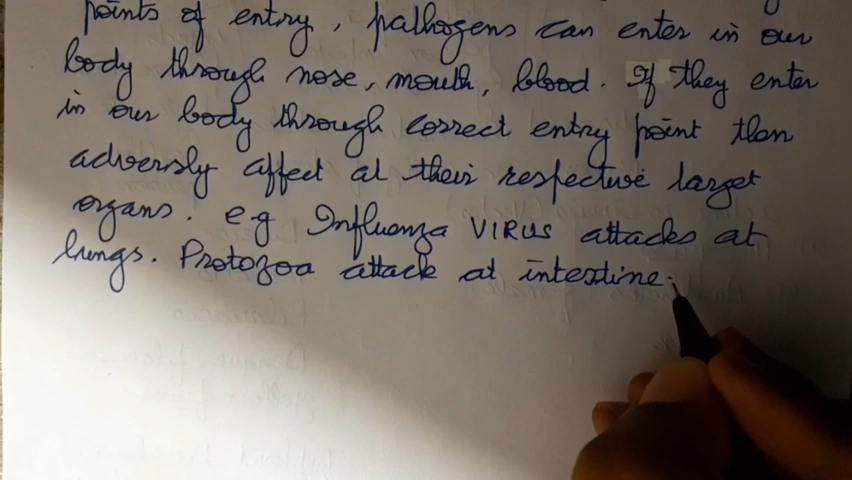 points of entry, pathogens can enter in our
body through nose, mouth, blood. If they enter
in our body through correct entry point then
adversly affect at their respective target
organs. e.g Influenza VIRUS attacks at
lungs. Protozoa attack at intestine.